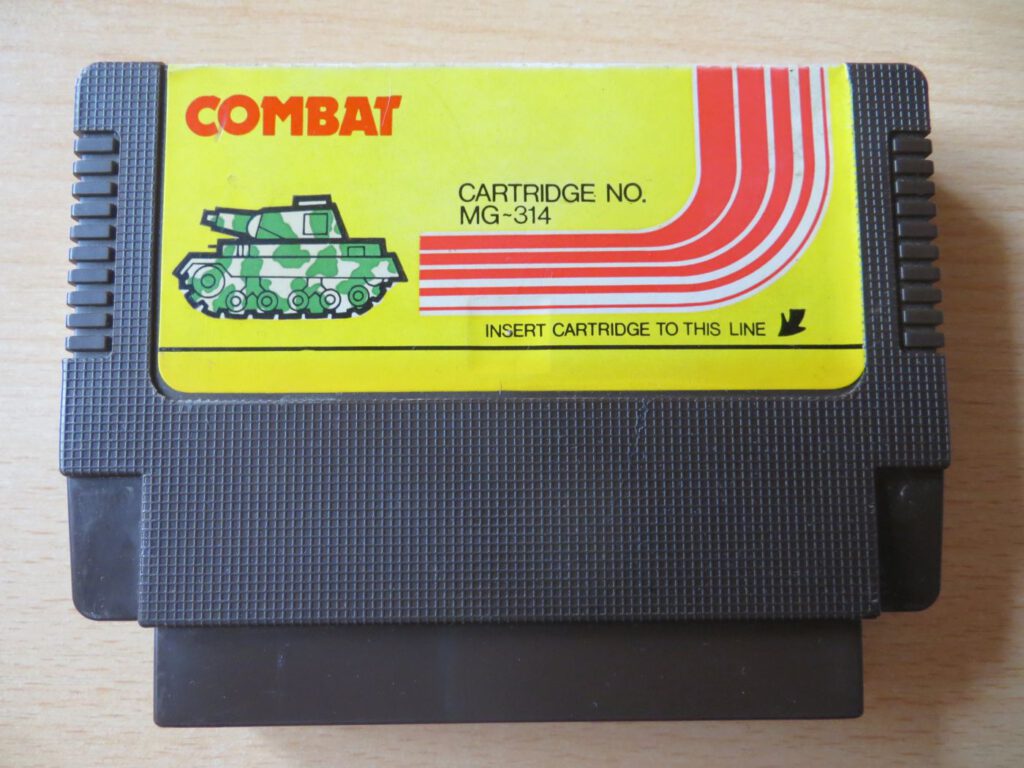 COMBAT
CARTRIDGE NO.
MG~314
INSERT CARTRIDGE TO THIS LINE